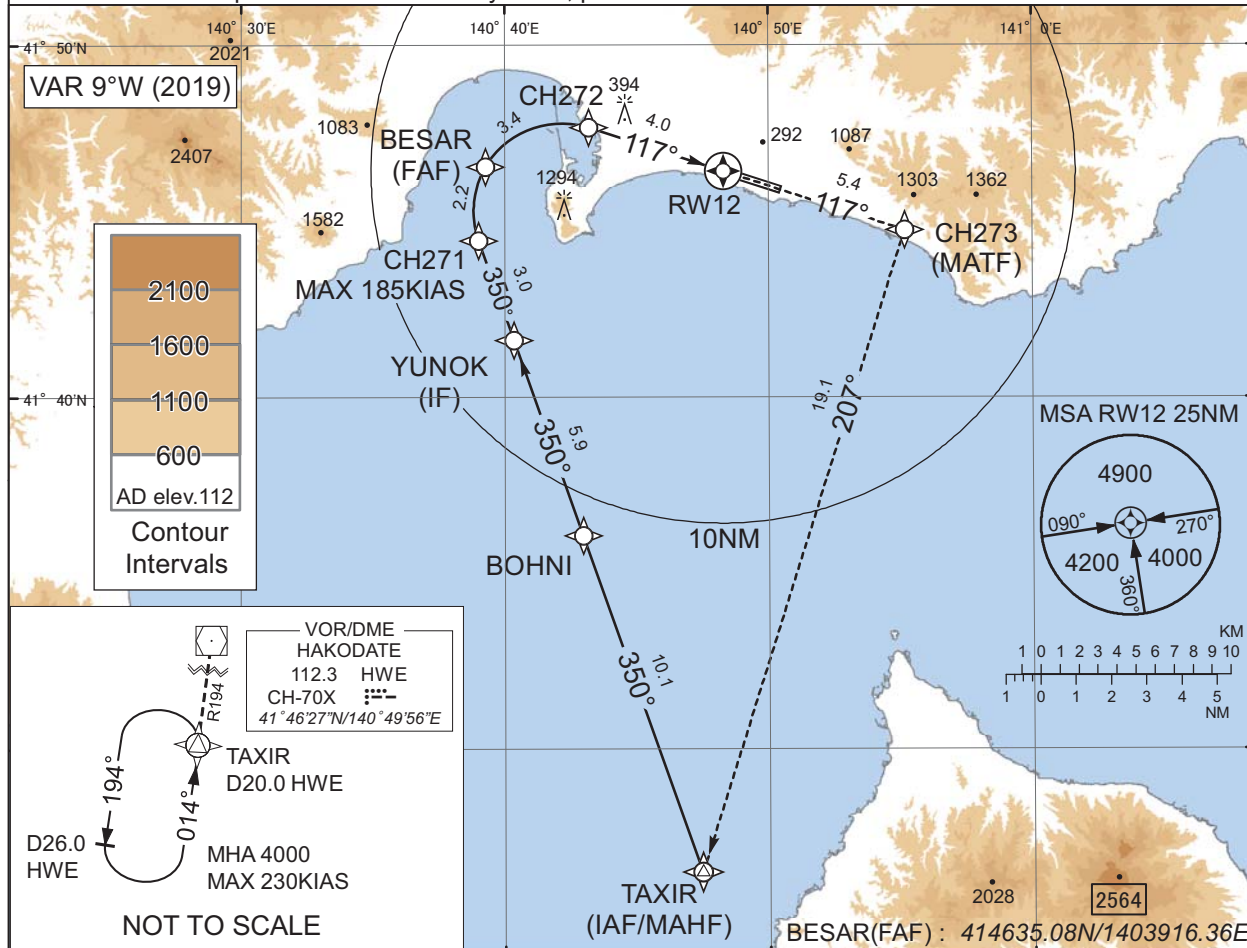 140° 30'E
140° 40'E
140° 50'E
141° 0'E
41° 50'N
2021
VAR 9°W (2019)
CH272
394
3.4
4.0
117°
1083
2407
BESAR
(FAF)
292
1087
2.2
1294
RW12
5.4
117°
1303
1362
1582
CH273
(MATF)
CH271
MAX 185KIAS
3.0
350°
2100
1600
1100
600
AD elev.112
Contour
Intervals
YUNOK
(IF)
41° 40'N
19.1
207°
MSA RW12 25NM
5.9
350°
4900
090°
270°
4200
4000
360°
10NM
BOHNI
KM
1 0 1 2 3 4 5 6 7 8 9 10
1 0 1 2 3 4 5
NM
10.1
350°
VOR/DME
HAKODATE
112.3 HWE
CH-70X
41°46'27"N/140°49'56"E
R194
TAXIR
D20.0 HWE
194°
014°
D26.0
HWE
MHA 4000
MAX 230KIAS
NOT TO SCALE
TAXIR
(IAF/MAHF)
2028
2564
BESAR(FAF) : 414635.08N/1403916.36E